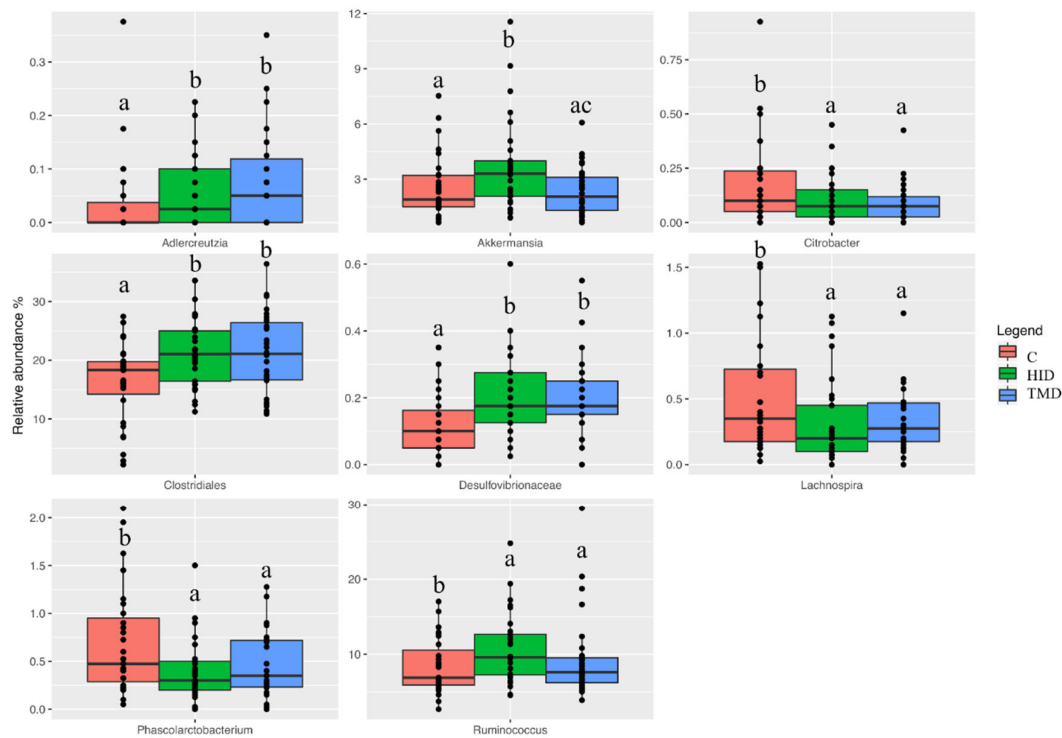 0.3
0.2
0.1
0.0
a
b
b
Adlercreutzia
12
9
6
3
a
b
ac
Akkermansia
0.75
0.50
0.25
0.00
b
a
a
Citrobacter
Relative abundance %
30
20
10
a
b
b
Clostridiales
0.6
0.4
0.2
0.0
a
b
b
Desulfovibrionaceae
1.5
1.0
0.5
0.0
b
a
a
Lachnospira
Legend
C
HID
TMD
2.0
1.5
1.0
0.5
0.0
b
a
a
Phascolarctobacterium
30
20
10
b
a
a
Ruminococcus